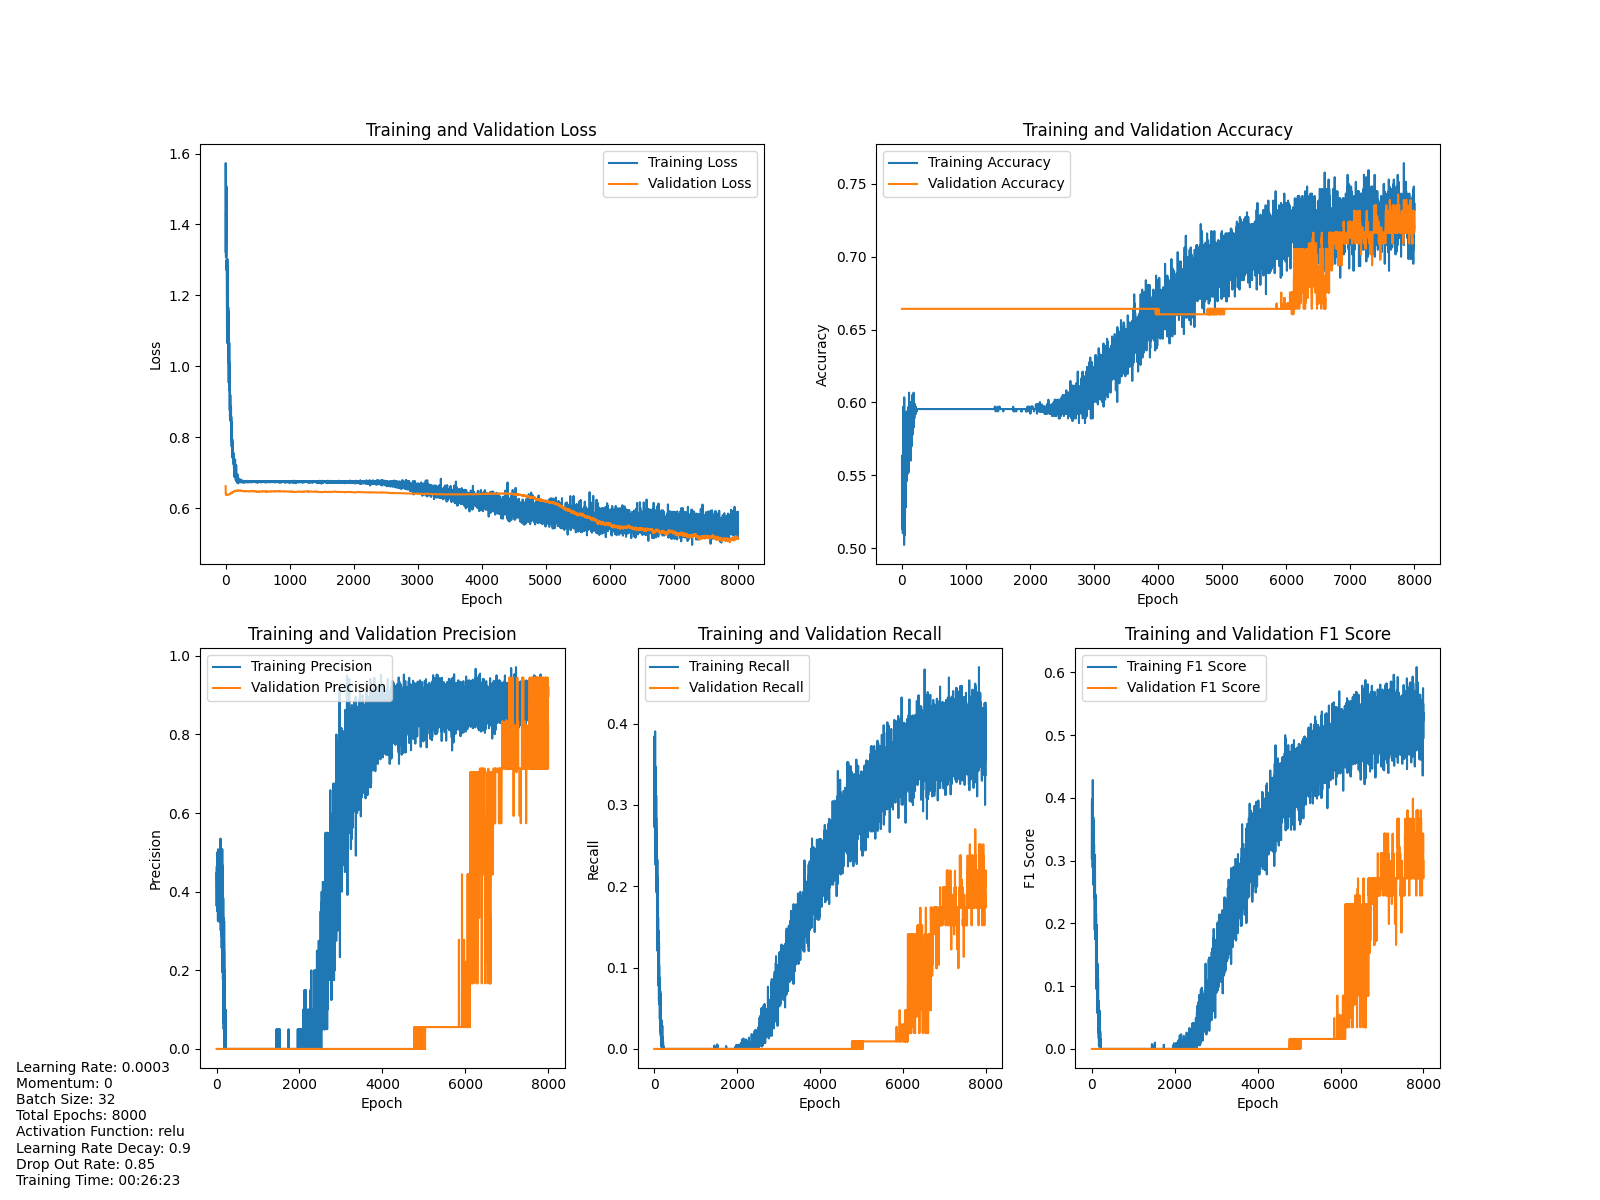 Training and Validation Loss
1.6
1.4
1.2
1.0
0.8
0.6
Loss
Training Loss
Validation Loss
0 1000 2000 3000 4000 5000 6000 7000 8000
Epoch
Training and Validation Accuracy
0.75
0.70
0.65
0.60
0.55
0.50
Accuracy
Training Accuracy
Validation Accuracy
0 1000 2000 3000 4000 5000 6000 7000 8000
Epoch
Training and Validation Precision
1.0
0.8
0.6
0.4
0.2
0.0
Precision
Training Precision
Validation Precision
0 2000 4000 6000 8000
Epoch
Training and Validation Recall
0.4
0.3
0.2
0.1
0.0
Recall
Training Recall
Validation Recall
0 2000 4000 6000 8000
Epoch
Training and Validation F1 Score
0.6
0.5
0.4
0.3
0.2
0.1
0.0
F1 Score
Training F1 Score
Validation F1 Score
0 2000 4000 6000 8000
Epoch
Learning Rate: 0.0003
Momentum: 0
Batch Size: 32
Total Epochs: 8000
Activation Function: relu
Learning Rate Decay: 0.9
Drop Out Rate: 0.85
Training Time: 00:26:23